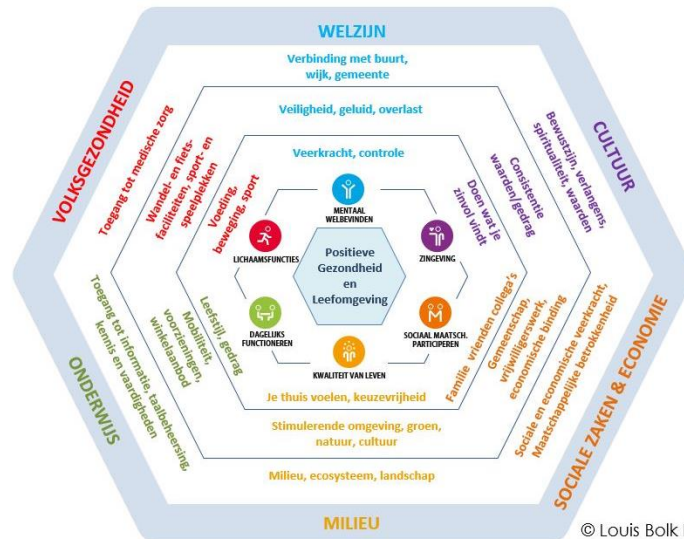 WELZIJN
Verbinding met buurt,
wijk, gemeente
Veiligheid, geluid, overlast
Veerkracht, controle
MENTAAL
WELBEVINDEN
VOLKSGEZONDHEID
Toegang tot medische zorg
Wandel- en fiets-
faciliteiten, sport- en
speelplekken
Voeding,
beweging, sport
LICHAAMSFUNCTIES
CULTUUR
Bewustzijn, verlangens,
spiritualiteit, waarden
Consistentie
waarden/gedrag
Doen wat je
zinvol vindt
ZINGEVING
Positieve
Gezondheid
en
Leefomgeving
ONDERWIJS
Toegang tot informatie, taalbeheersing,
kennis en vaardigheden
Mobiliteit,
voorzieningen,
winkelaanbod
Leefstijl, gedrag
DAGELIJKS
FUNCTIONEREN
SOCIAAL MAATSCH.
PARTICIPEREN
Familie vrienden collega's
Gemeenschap,
vrijwilligerswerk,
economische binding
Sociale en economische veerkracht,
Maatschappelijke betrokkenheid
SOCIALE ZAKEN & ECONOMIE
KWALITEIT VAN LEVEN
Je thuis voelen, keuzevrijheid
Stimulerende omgeving, groen,
natuur, cultuur
Milieu, ecosysteem, landschap
MILIEU
© Louis Bolk